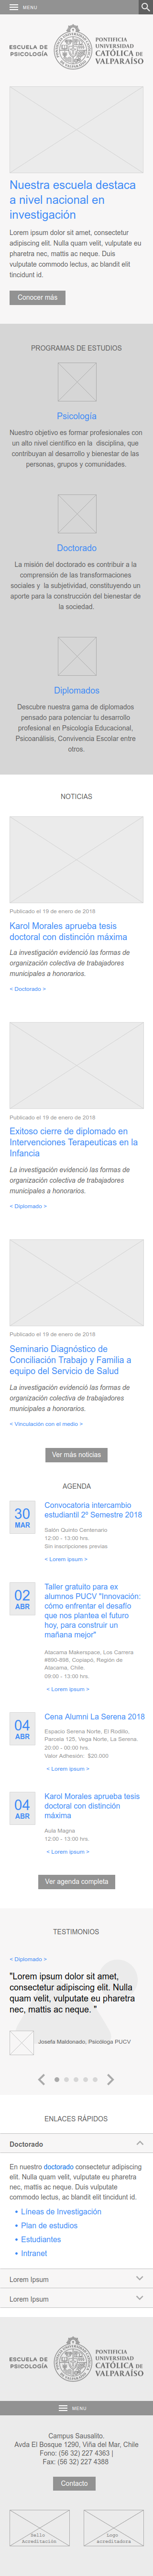 MENU
ESCUELA DE
PSICOLOGÍA
PONTIFICIA
UNIVERSIDAD
CATÓLICA DE
VALPARAÍSO
Nuestra escuela destaca
a nivel nacional en
investigación
Lorem ipsum dolor sit amet, consectetur
adipiscing elit. Nulla quam velit, vulputate eu
pharetra nec, mattis ac neque. Duis
vulputate commodo lectus, ac blandit elit
tincidunt id.
Conocer más
PROGRAMAS DE ESTUDIOS
Psicología
Nuestro objetivo es formar profesionales con
un alto nivel científico en la disciplina, que
contribuyan al desarrollo y bienestar de las
personas, grupos y comunidades.
Doctorado
La misión del doctorado es contribuir a la
comprensión de las transformaciones
sociales y la subjetividad, constituyendo un
aporte para la construcción del bienestar de
la sociedad.
Diplomados
Descubre nuestra gama de diplomados
pensado para potenciar tu desarrollo
profesional en Psicología Educacional,
Psicoanálisis, Convivencia Escolar entre
otros.
NOTICIAS
Publicado el 19 de enero de 2018
Karol Morales aprueba tesis
doctoral con distinción máxima
La investigación evidenció las formas de
organización colectiva de trabajadores
municipales a honorarios.
< Doctorado >
Publicado el 19 de enero de 2018
Exitoso cierre de diplomado en
Intervenciones Terapeuticas en la
Infancia
La investigación evidenció las formas de
organización colectiva de trabajadores
municipales a honorarios.
< Diplomado >
Publicado el 19 de enero de 2018
Seminario Diagnóstico de
Conciliación Trabajo y Familia a
equipo del Servicio de Salud
La investigación evidenció las formas de
organización colectiva de trabajadores
municipales a honorarios.
< Vinculación con el medio >
Ver más noticias
AGENDA
30
MAR
Convocatoria intercambio
estudiantil 2º Semestre 2018
Salón Quinto Centenario
12:00 - 13:00 hrs.
Sin inscripciones previas
< Lorem ipsum >
02
ABR
Taller gratuito para ex
alumnos PUCV "Innovación:
cómo enfrentar el desafío
que nos plantea el futuro
hoy, para construir un
mañana mejor"
Atacama Makerspace, Los Carrera
#890-898, Copiapó, Región de
Atacama, Chile.
09:00 - 13:00 hrs.
< Lorem ipsum >
04
ABR
Cena Alumni La Serena 2018
Espacio Serena Norte, El Rodillo,
Parcela 125, Vega Norte, La Serena
20:00 - 00:00 hrs.
Valor Adhesión: $20.000
< Lorem ipsum >
04
ABR
Karol Morales aprueba tesis
doctoral con distinción
máxima
Aula Magna
12:00 - 13:00 hrs.
< Lorem ipsum >
Ver agenda completa
TESTIMONIOS
< Diplomado >
"Lorem ipsum dolor sit amet,
consectetur adipiscing elit. Nulla
quam velit, vulputate eu pharetra
nec, mattis ac neque. "
Josefa Maldonado, Psicóloga PUCV
ENLACES RÁPIDOS
Doctorado
En nuestro doctorado consectetur adipiscing
elit. Nulla quam velit, vulputate eu pharetra
nec, mattis ac neque. Duis vulputate
commodo lectus, ac blandit elit tincidunt id.
• Líneas de Investigación
• Plan de estudios
• Estudiantes
• Intranet
Lorem Ipsum
Lorem Ipsum
ESCUELA DE
PSICOLOGÍA
PONTIFICIA
UNIVERSIDAD
CATÓLICA DE
VALPARAÍSO
MENU
Campus Sausalito.
Avda El Bosque 1290, Viña del Mar, Chile
Fono: (56 32) 227 4363 |
Fax: (56 32) 227 4388
Contacto
Sello
Acreditación
Logo
acreditadora